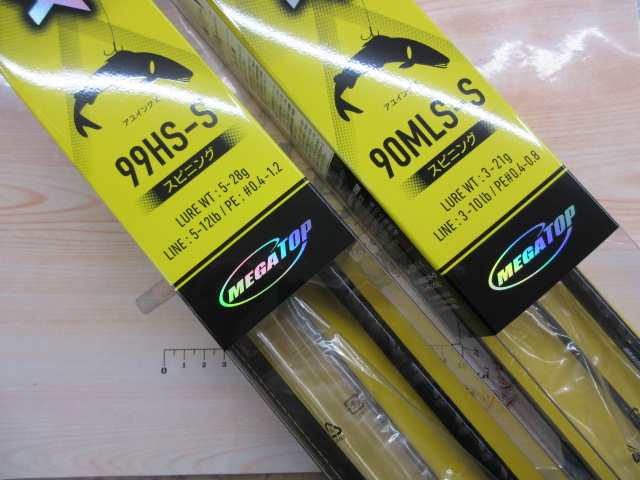 アユイング
99HS-S
スピニング
LURE WT : 5-28g
LINE : 5-12lb / PE : #0.4-1.2
MEGATOP
アユイング
90MLS-S
スピニング
LURE WT : 3-21g
LINE : 3-10lb / PE#0.4-0.8
MEGATOP
0 1 2 3